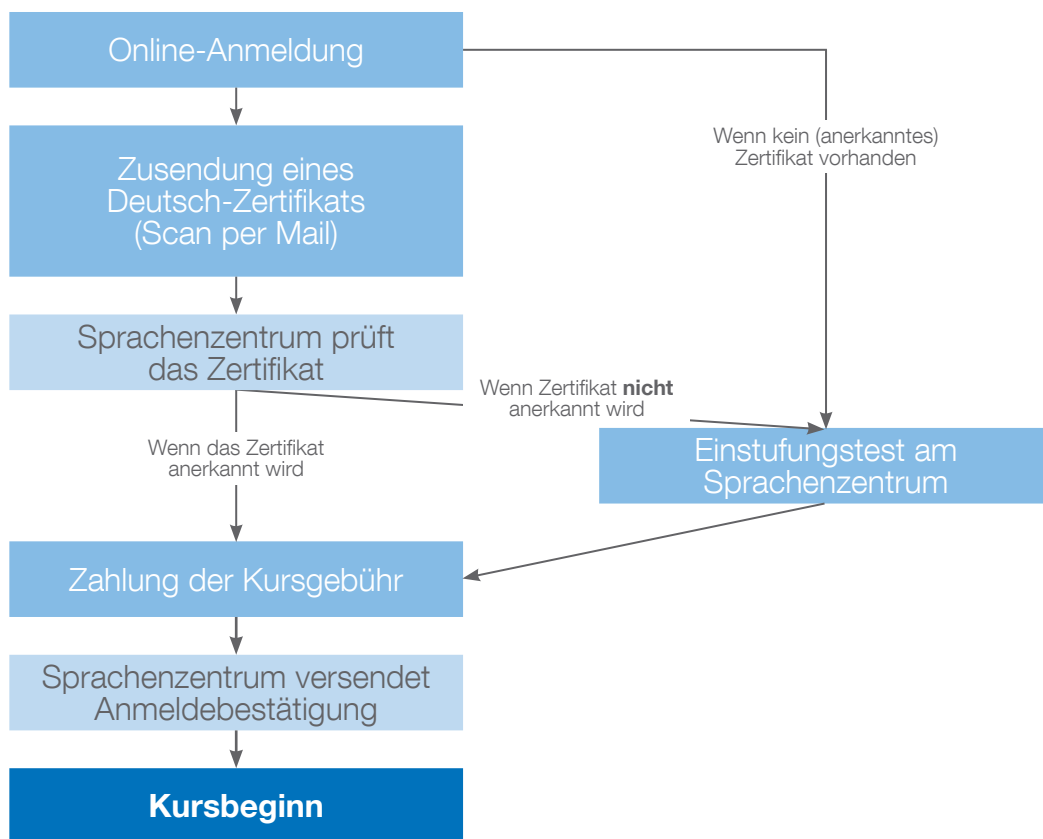 Online-Anmeldung
Wenn kein (anerkanntes)
Zertifikat vorhanden
Zusendung eines
Deutsch-Zertifikats
(Scan per Mail)
Sprachenzentrum prüft
das Zertifikat
Wenn Zertifikat nicht
anerkannt wird
Wenn das Zertifikat
anerkannt wird
Einstufungstest am
Sprachenzentrum
Zahlung der Kursgebühr
Sprachenzentrum versendet
Anmeldebestätigung
Kursbeginn